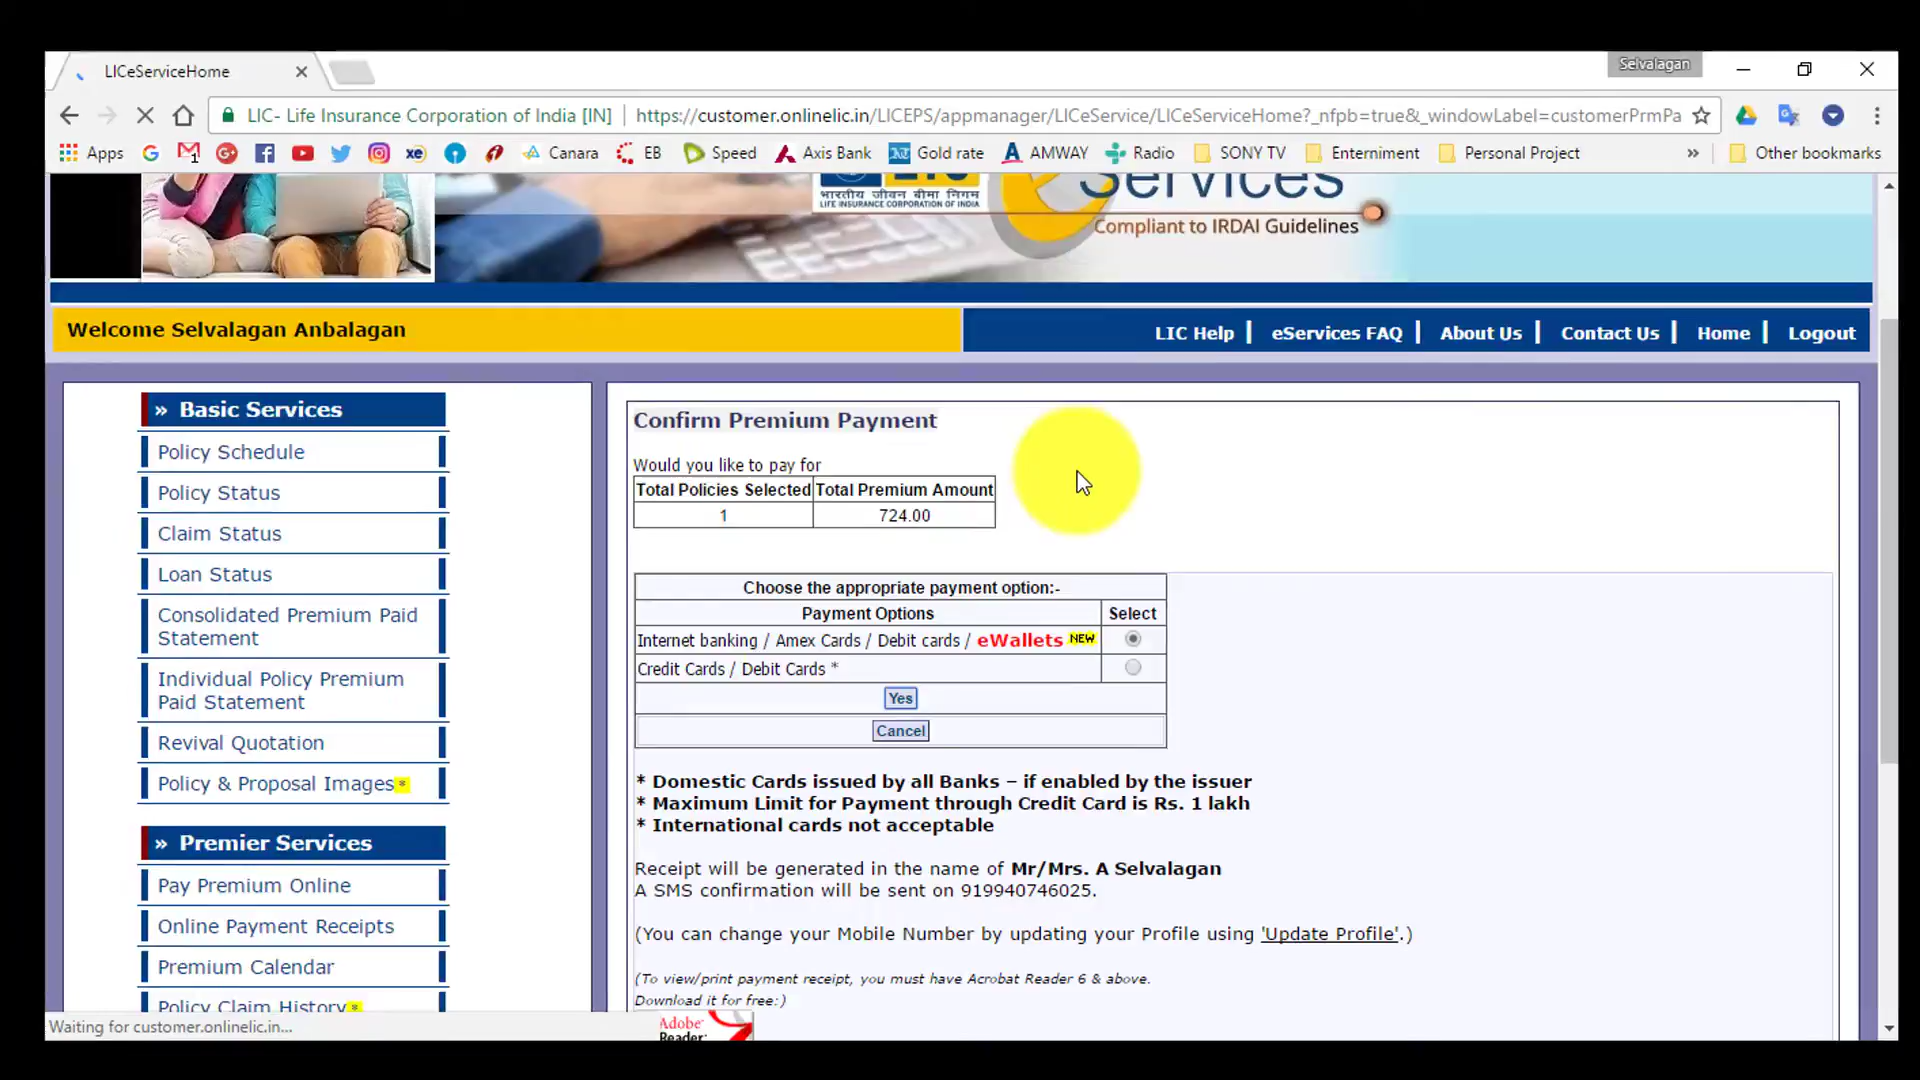 LICeServiceHome
Selvalagan
LIC- Life Insurance Corporation of India [IN]
https://customer.onlinelic.in/LICEPS/appmanager/LICeService/LICeServiceHome?_nfpb=true&_windowLabel=customerPrmPa
Apps
1
xe
Canara
EB
Speed
Axis Bank
Gold rate
AMWAY
Radio
SONY TV
Enterniment
Personal Project
»
Other bookmarks
भारतीय जीवन बीमा निगम
LIFE INSURANCE CORPORATION OF INDIA
eServices
Compliant to IRDAI Guidelines
Welcome Selvalagan Anbalagan
LIC Help | eServices FAQ | About Us | Contact Us | Home | Logout
» Basic Services
Policy Schedule
Policy Status
Claim Status
Loan Status
Consolidated Premium Paid
Statement
Individual Policy Premium
Paid Statement
Revival Quotation
Policy & Proposal Images*
» Premier Services
Pay Premium Online
Online Payment Receipts
Premium Calendar
Policy Claim History*
Confirm Premium Payment
Would you like to pay for
Total Policies Selected Total Premium Amount
1 724.00
Choose the appropriate payment option:-
Payment Options Select
Internet banking / Amex Cards / Debit cards / eWallets NEW
Credit Cards / Debit Cards *
Yes
Cancel
* Domestic Cards issued by all Banks – if enabled by the issuer
* Maximum Limit for Payment through Credit Card is Rs. 1 lakh
* International cards not acceptable
Receipt will be generated in the name of Mr/Mrs. A Selvalagan
A SMS confirmation will be sent on 919940746025.
(You can change your Mobile Number by updating your Profile using 'Update Profile'.)
(To view/print payment receipt, you must have Acrobat Reader 6 & above.
Download it for free:)
Adobe
Reader
Waiting for customer.onlinelic.in...